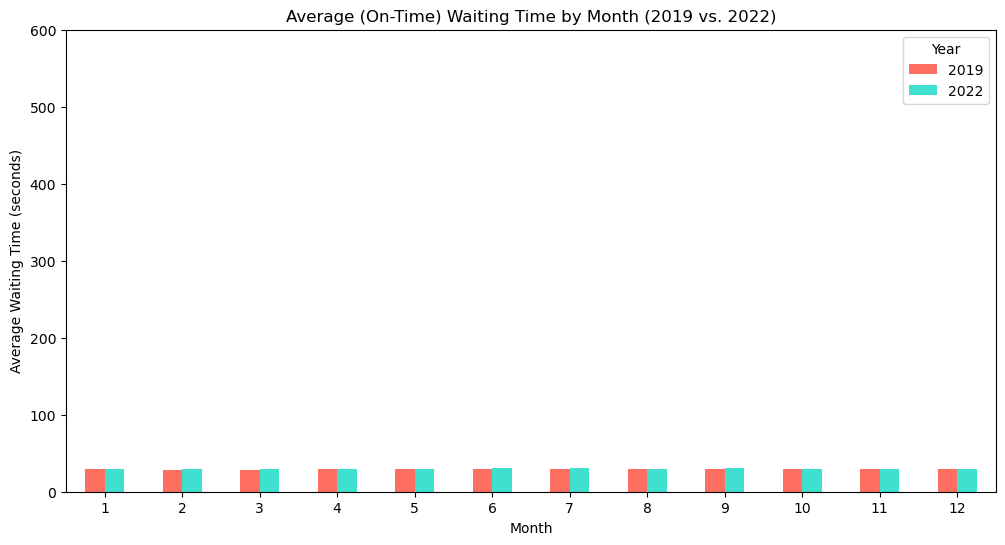 Average (On-Time) Waiting Time by Month (2019 vs. 2022)
Year
2019
2022
Average Waiting Time (seconds)
600
500
400
300
200
100
0
1 2 3 4 5 6 7 8 9 10 11 12
Month